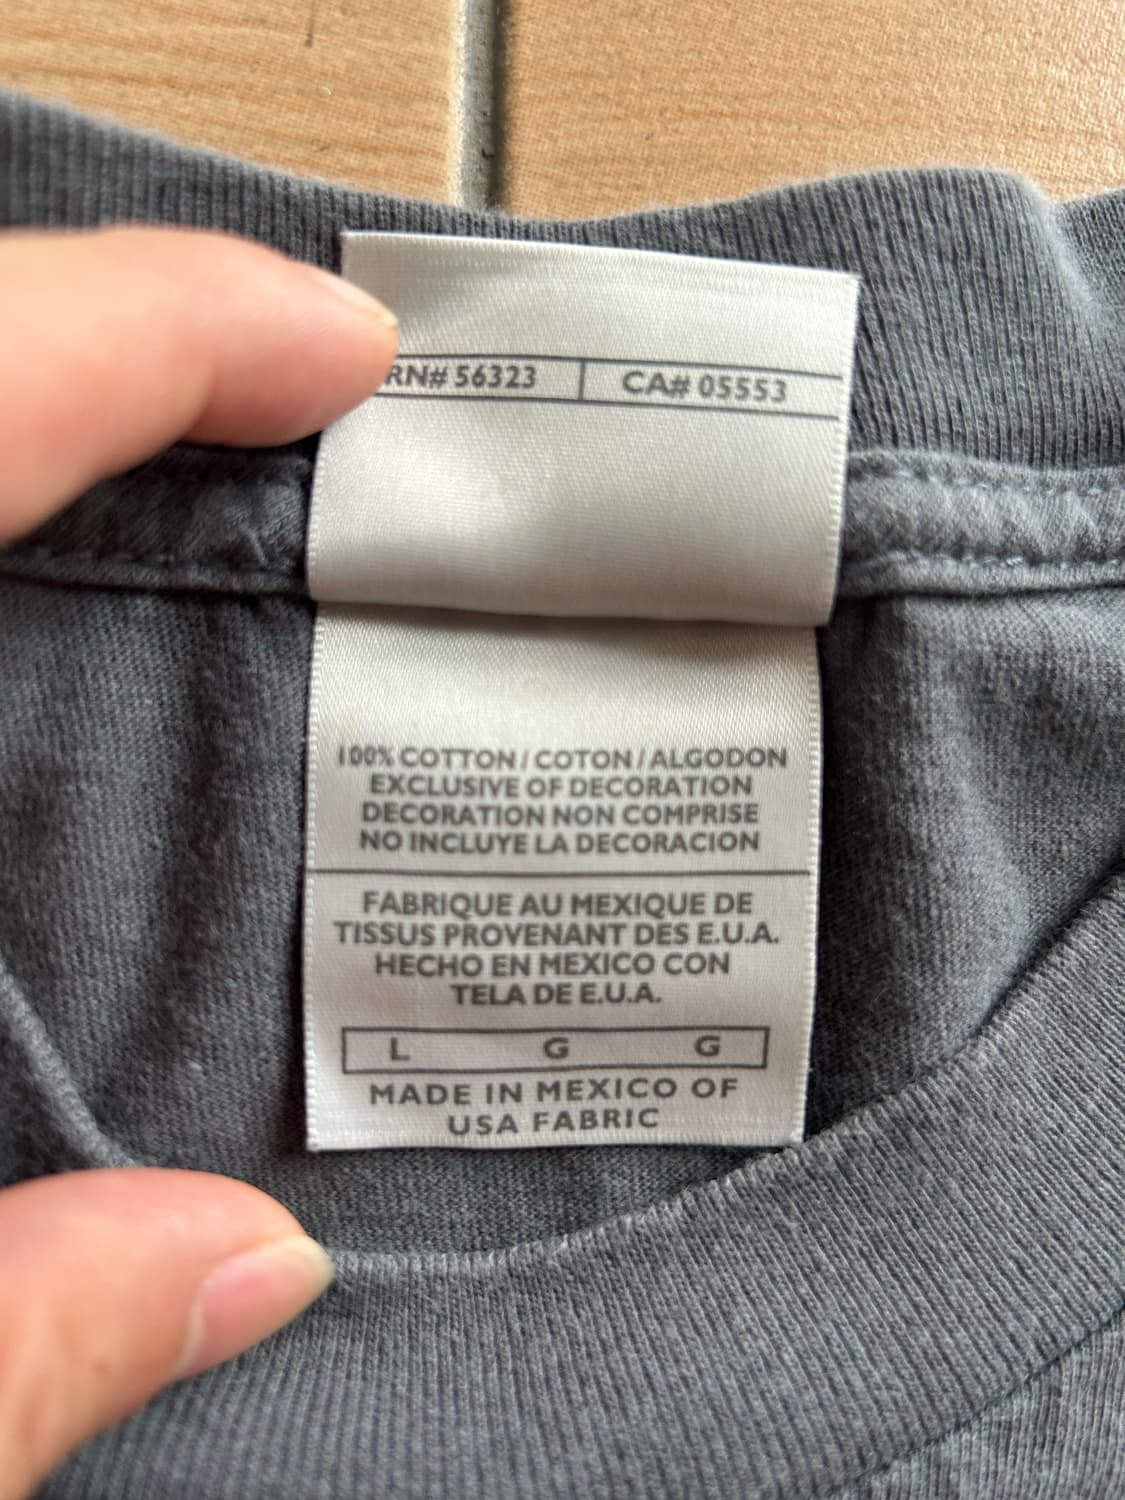 RN# 56323 CA# 05553
100% COTTON / COTON / ALGODON
EXCLUSIVE OF DECORATION
DECORATION NON COMPRISE
NO INCLUYE LA DECORACION
FABRIQUE AU MEXIQUE DE
TISSUS PROVENANT DES E.U.A.
HECHO EN MEXICO CON
TELA DE E.U.A.
L G G
MADE IN MEXICO OF
USA FABRIC